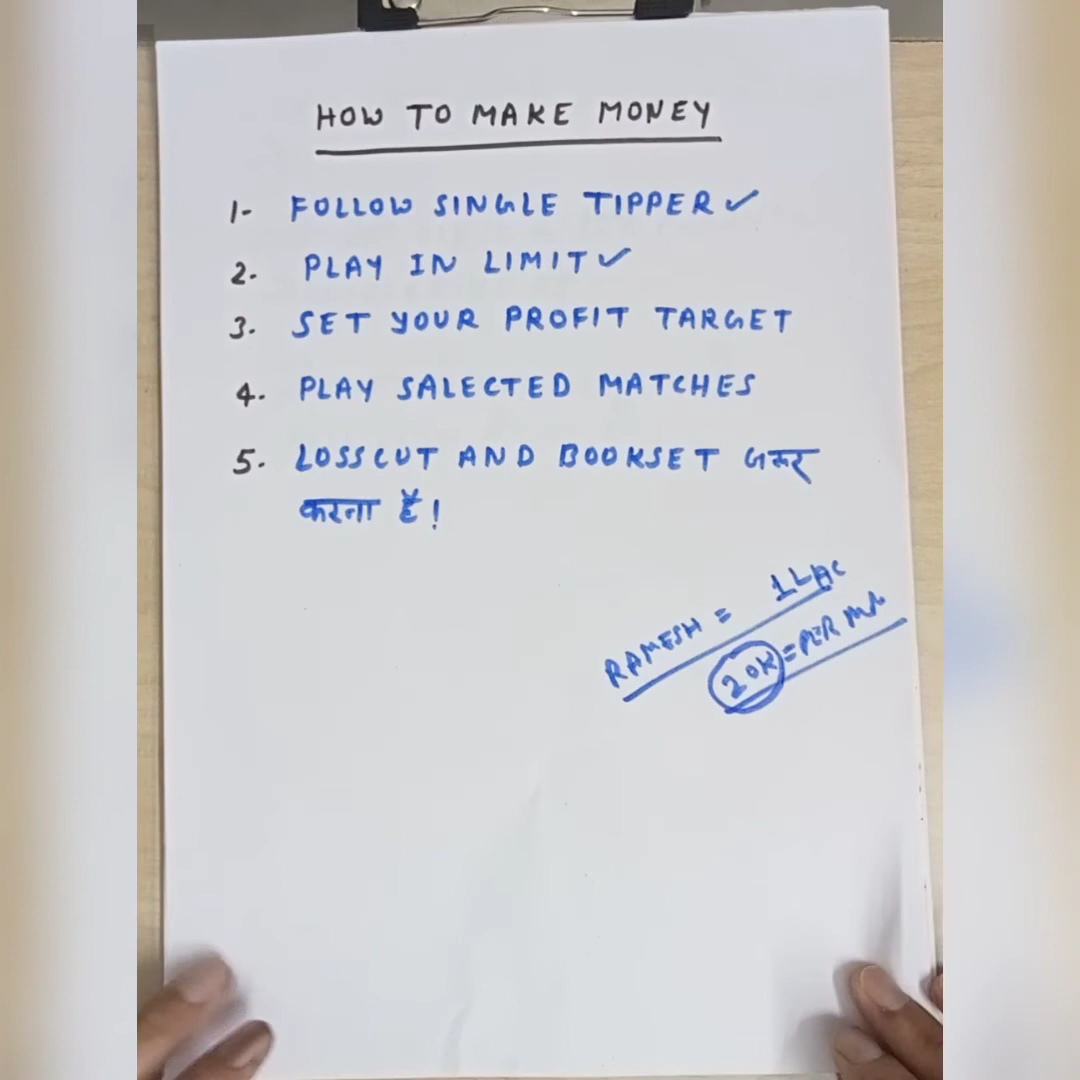 HOW TO MAKE MONEY
1- FOLLOW SINGLE TIPPER ✓
2. PLAY IN LIMIT ✓
3. SET YOUR PROFIT TARGET
4. PLAY SALECTED MATCHES
5. LOSSCUT AND BOOKSET जरूर
करना है!
RAMESH = 1 LAC
20K = PER